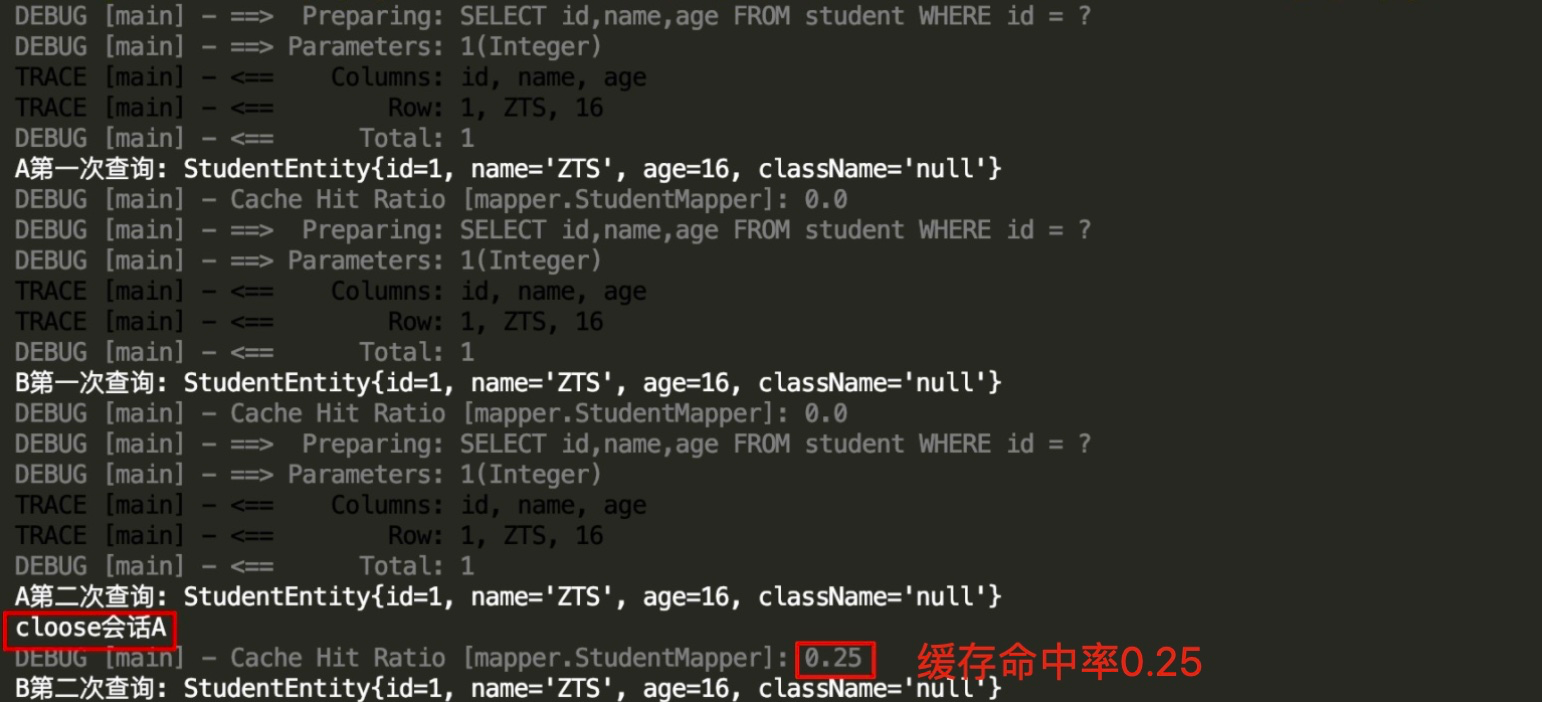 DEBUG [main] – ==>  Preparing: SELECT id,name,age FROM student WHERE id = ?
DEBUG [main] – ==> Parameters: 1(Integer)
TRACE [main] – <==    Columns: id, name, age
TRACE [main] – <==        Row: 1, ZTS, 16
DEBUG [main] – <==      Total: 1
A第一次查询: StudentEntity{id=1, name='ZTS', age=16, className='null'}
DEBUG [main] – Cache Hit Ratio [mapper.StudentMapper]: 0.0
DEBUG [main] – ==>  Preparing: SELECT id,name,age FROM student WHERE id = ?
DEBUG [main] – ==> Parameters: 1(Integer)
TRACE [main] – <==    Columns: id, name, age
TRACE [main] – <==        Row: 1, ZTS, 16
DEBUG [main] – <==      Total: 1
B第一次查询: StudentEntity{id=1, name='ZTS', age=16, className='null'}
DEBUG [main] – Cache Hit Ratio [mapper.StudentMapper]: 0.0
DEBUG [main] – ==>  Preparing: SELECT id,name,age FROM student WHERE id = ?
DEBUG [main] – ==> Parameters: 1(Integer)
TRACE [main] – <==    Columns: id, name, age
TRACE [main] – <==        Row: 1, ZTS, 16
DEBUG [main] – <==      Total: 1
A第二次查询: StudentEntity{id=1, name='ZTS', age=16, className='null'}
cloose会话A
DEBUG [main] – Cache Hit Ratio [mapper.StudentMapper]: 0.25 缓存命中率0.25
B第二次查询: StudentEntity{id=1, name='ZTS', age=16, className='null'}